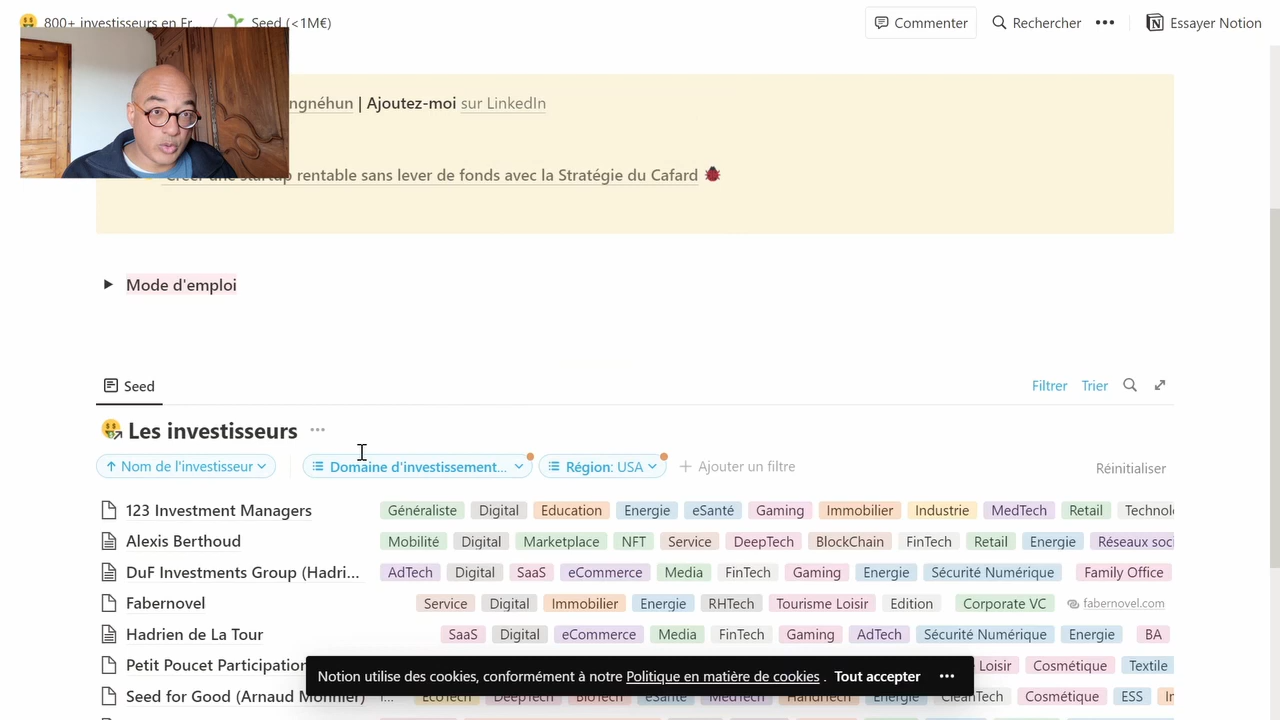 800+ investisseurs en Fr... / Seed (<1M€) Commenter Rechercher Essayer Notion
ngnéhun | Ajoutez-moi sur LinkedIn
Créer une startup rentable sans lever de fonds avec la Stratégie du Cafard
Mode d'emploi
Seed Filtrer Trier
Les investisseurs
Nom de l'investisseur Domaine d'investissement... Région: USA + Ajouter un filtre Réinitialiser
123 Investment Managers Généraliste Digital Education Energie eSanté Gaming Immobilier Industrie MedTech Retail Technol
Alexis Berthoud Mobilité Digital Marketplace NFT Service DeepTech BlockChain FinTech Retail Energie Réseaux soci
DuF Investments Group (Hadri... AdTech Digital SaaS eCommerce Media FinTech Gaming Energie Sécurité Numérique Family Office
Fabernovel Service Digital Immobilier Energie RHTech Tourisme Loisir Edition Corporate VC fabernovel.com
Hadrien de La Tour SaaS Digital eCommerce Media FinTech Gaming AdTech Sécurité Numérique Energie BA
Petit Poucet Participation Loisir Cosmétique Textile
Notion utilise des cookies, conformément à notre Politique en matière de cookies . Tout accepter
Seed for Good (Arnaud Monnier) EcoTech DeepTech BioTech eSanté MedTech HandiTech CleanTech Cosmétique ESS